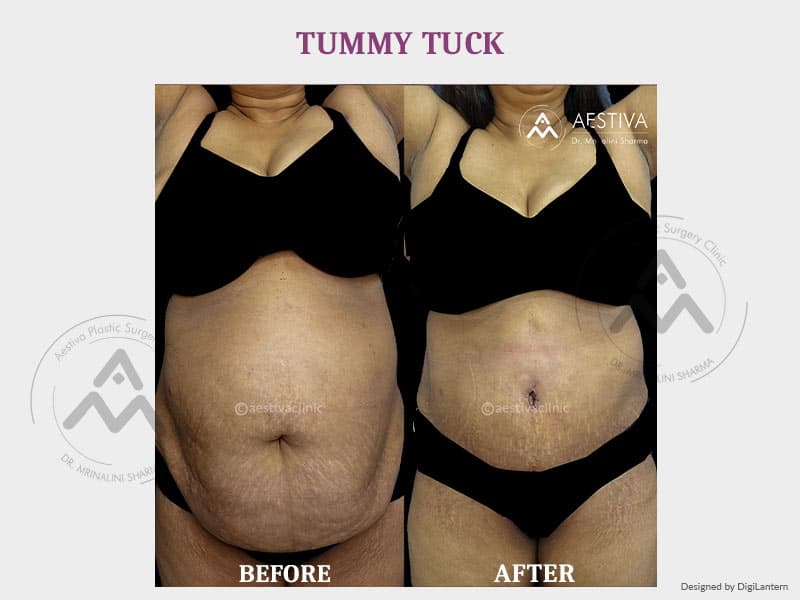 TUMMY TUCK
AESTIVA
Dr. Mrinalini Sharma
Surgery Clinic
DR. MRINALINI SHARMA
Aestiva Plastic Surger
DR. MRINALINI SHARMA
©aestivaclinic
©aestivaclinic
BEFORE
AFTER
Designed by DigiLantern